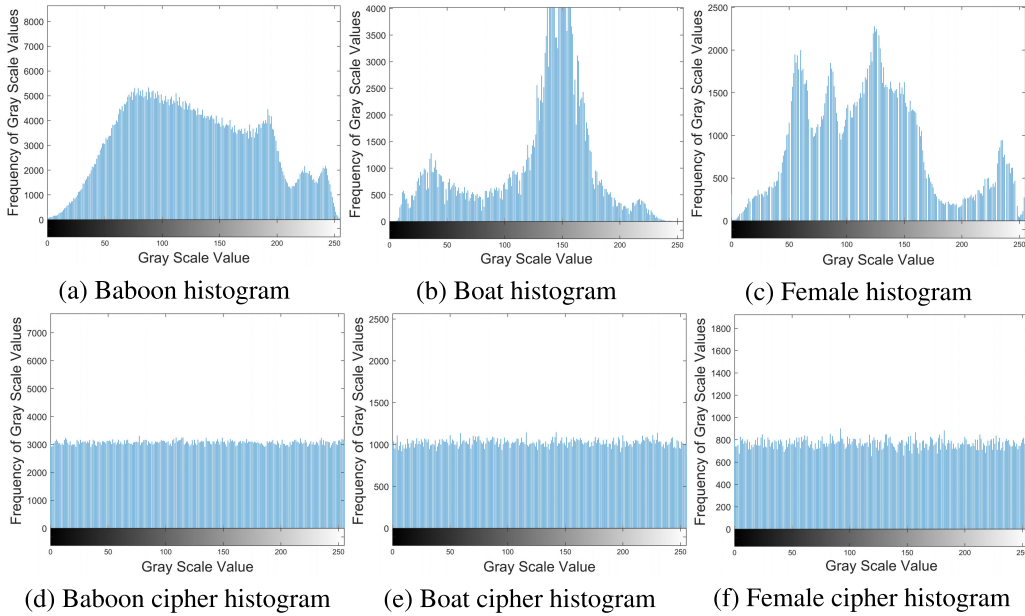 Frequency of Gray Scale Values
8000
7000
6000
5000
4000
3000
2000
1000
0
0 50 100 150 200 250
Gray Scale Value
(a) Baboon histogram
Frequency of Gray Scale Values
4000
3500
3000
2500
2000
1500
1000
500
0
0 50 100 150 200 250
Gray Scale Value
(b) Boat histogram
Frequency of Gray Scale Values
2500
2000
1500
1000
500
0
0 50 100 150 200 250
Gray Scale Value
(c) Female histogram
Frequency of Gray Scale Values
7000
6000
5000
4000
3000
2000
1000
0
0 50 100 150 200 250
Gray Scale Value
(d) Baboon cipher histogram
Frequency of Gray Scale Values
2500
2000
1500
1000
500
0
0 50 100 150 200 250
Gray Scale Value
(e) Boat cipher histogram
Frequency of Gray Scale Values
1800
1600
1400
1200
1000
800
600
400
200
0
0 50 100 150 200 250
Gray Scale Value
(f) Female cipher histogram